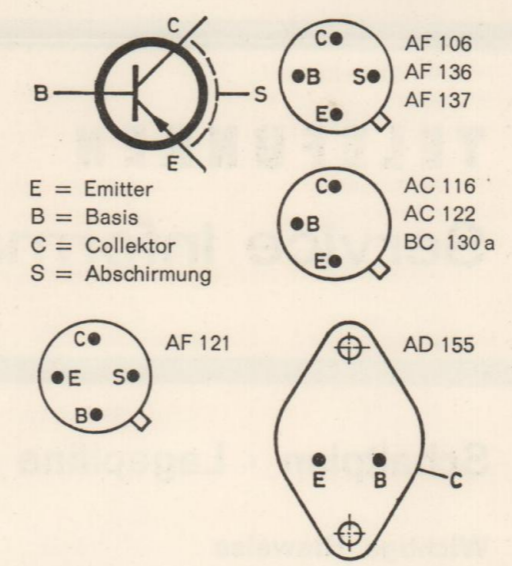 C
B
S
E
E = Emitter
B = Basis
C = Collektor
S = Abschirmung
C
B S
E
AF 106
AF 136
AF 137
C
B
E
AC 116
AC 122
BC 130 a
C
E S
B
AF 121
AD 155
E B
C